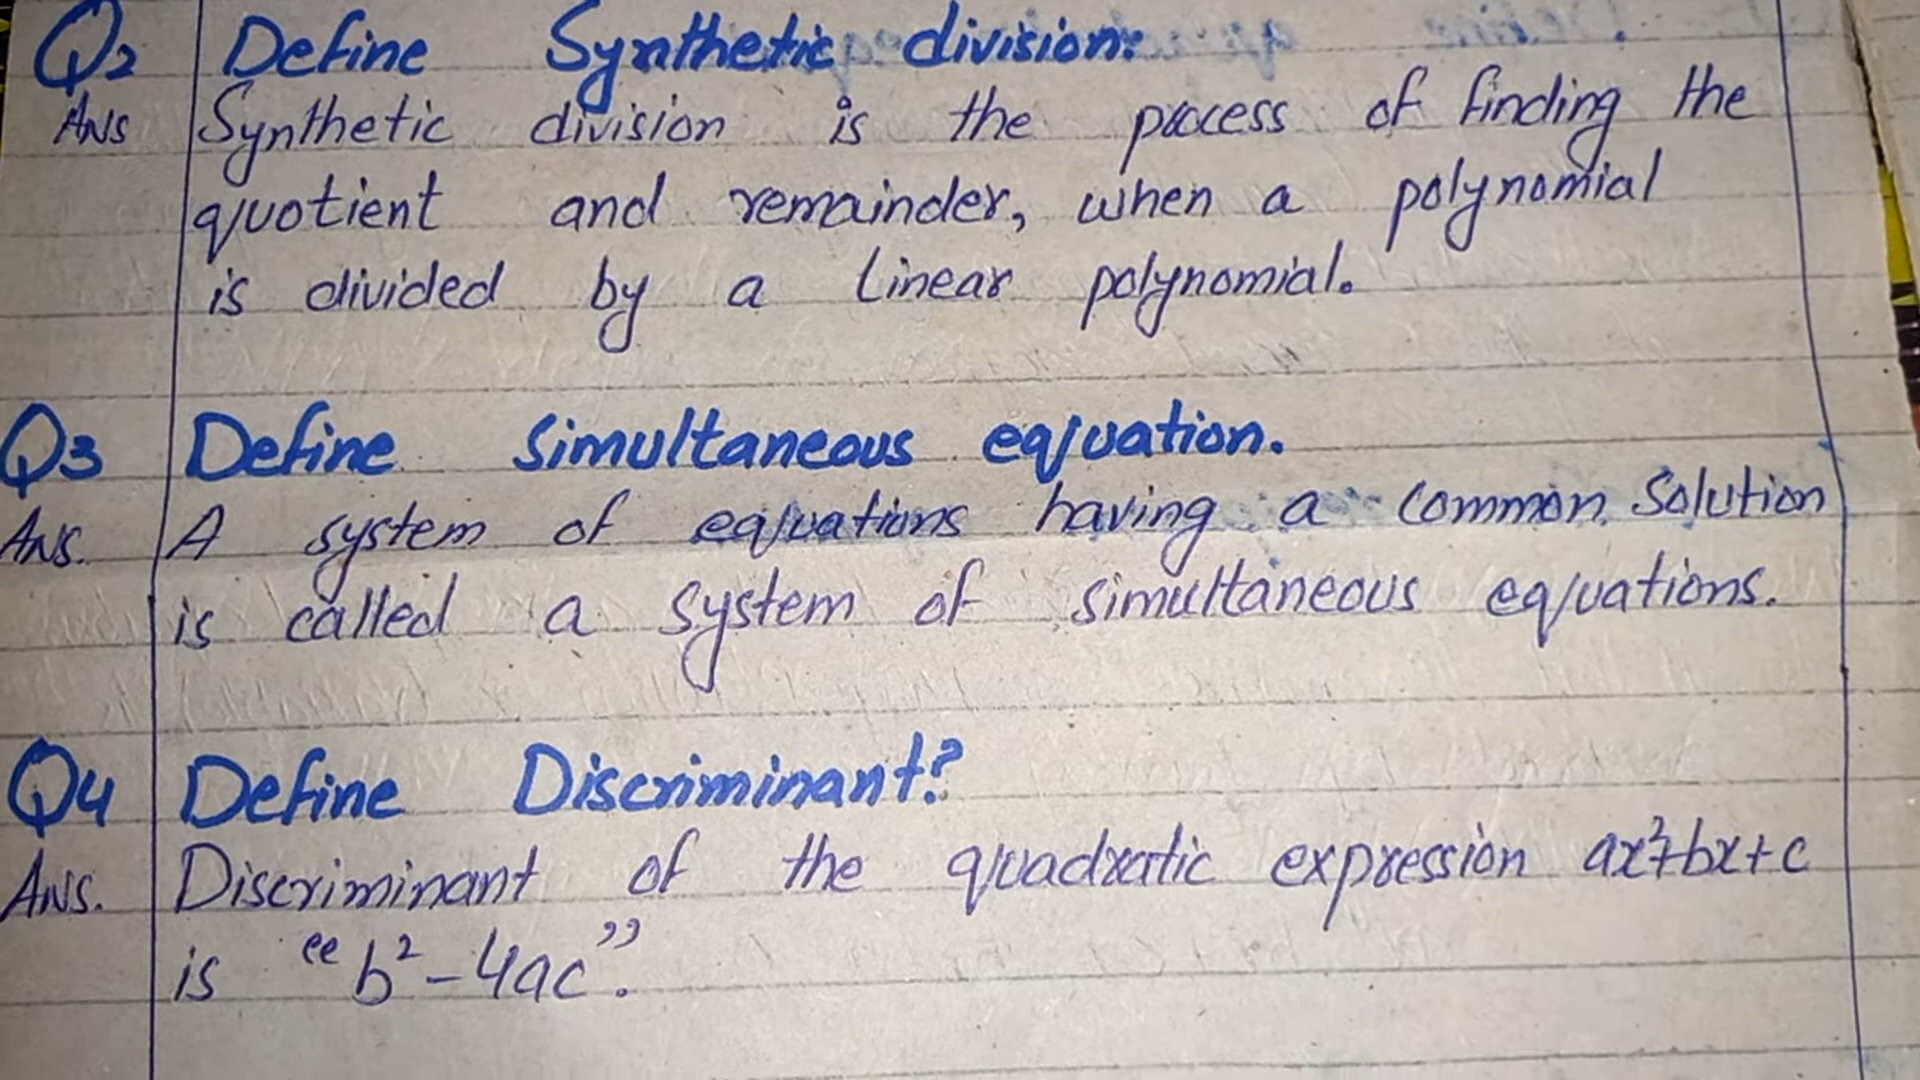 Q2 Define Synthetic division:
Ans Synthetic division is the process of finding the
quotient and remainder, when a polynomial
is divided by a linear polynomial.
Q3 Define Simultaneous equation.
Ans. A system of equations having a common solution
is called a system of simultaneous equations.
Q4 Define Discriminant?
Ans. Discriminant of the quadratic expression ax²+bx+c
is “b²-4ac”.